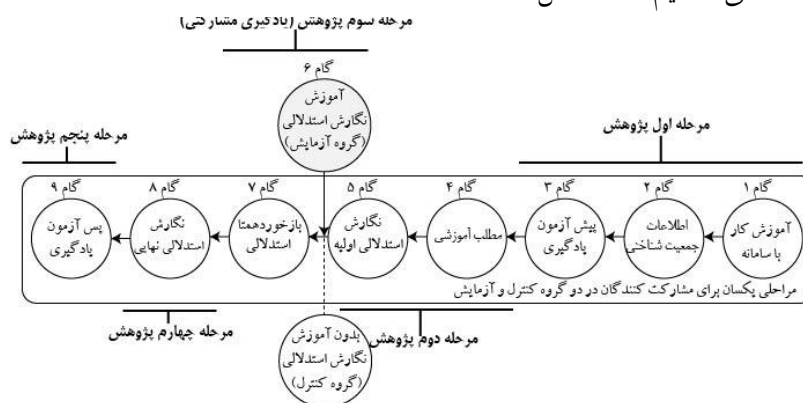 مرحله سوم پژوهش (یادگیری مشارکتی)
گام ۶
آموزش
نگارش استدلالی
(گروه آزمایش)
مرحله اول پژوهش
مرحله پنجم پژوهش
گام ۱
گام ۲
گام ۳
گام ۴
گام ۵
گام ۷
گام ۸
گام ۹
آموزش کار
با سامانه
اطلاعات
جمعیت شناختی
پیش آزمون
یادگیری
مطلب آموزشی
نگارش
استدلالی اولیه
بازخوردهمتا
استدلالی
نگارش
استدلالی نهایی
پس آزمون
یادگیری
مراحلی یکسان برای مشارکت کنندگان در دو گروه کنترل و آزمایش
مرحله دوم پژوهش
مرحله چهارم پژوهش
بدون آموزش
نگارش استدلالی
(گروه کنترل)